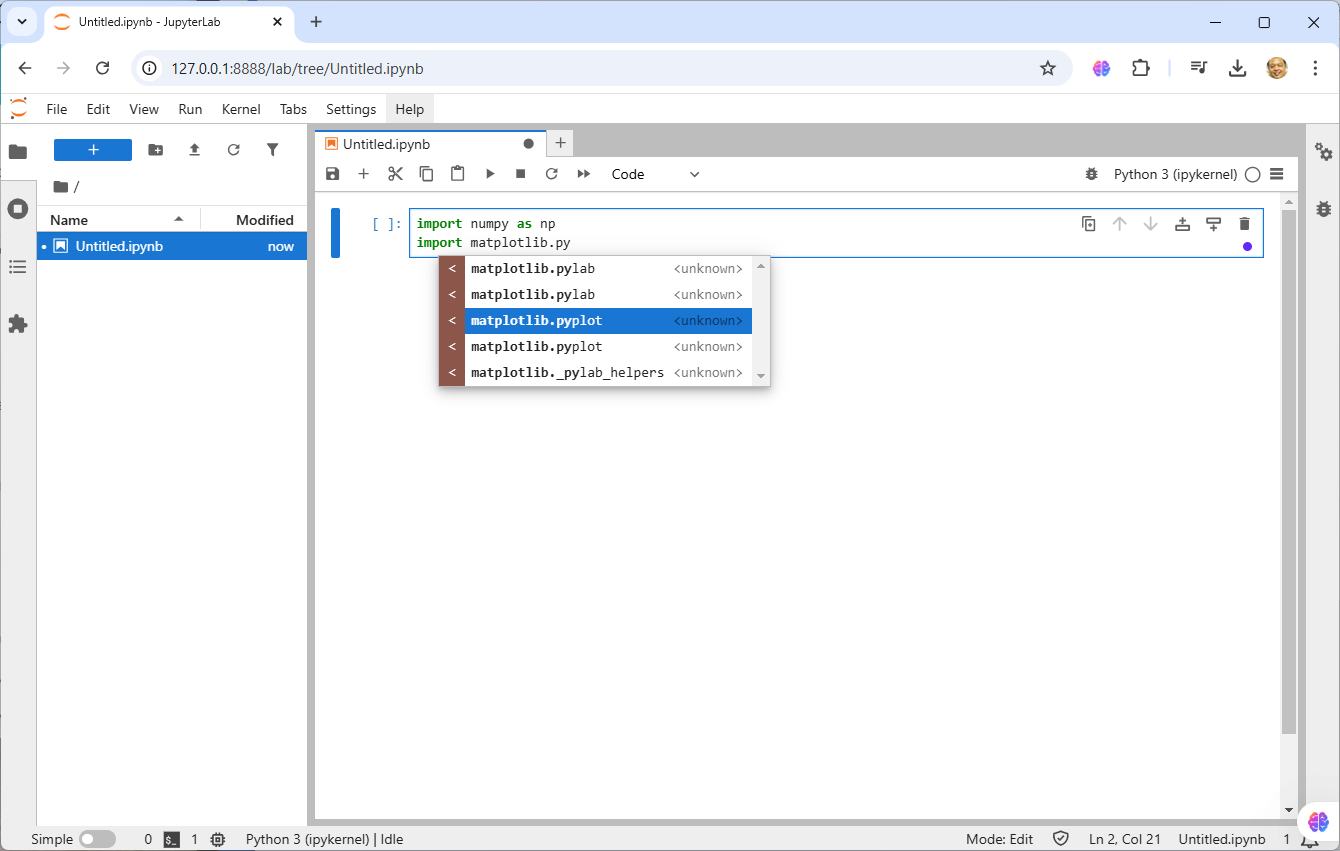 Untitled.ipynb - JupyterLab
127.0.0.1:8888/lab/tree/Untitled.ipynb
File Edit View Run Kernel Tabs Settings Help
Untitled.ipynb
Code
Python 3 (ipykernel)
/
Name Modified
Untitled.ipynb now
[ ]: import numpy as np
import matplotlib.py
< matplotlib.pylab <unknown>
< matplotlib.pylab <unknown>
< matplotlib.pyplot <unknown>
< matplotlib.pyplot <unknown>
< matplotlib._pylab_helpers <unknown>
Simple 0 $_ 1 Python 3 (ipykernel) | Idle Mode: Edit Ln 2, Col 21 Untitled.ipynb 1